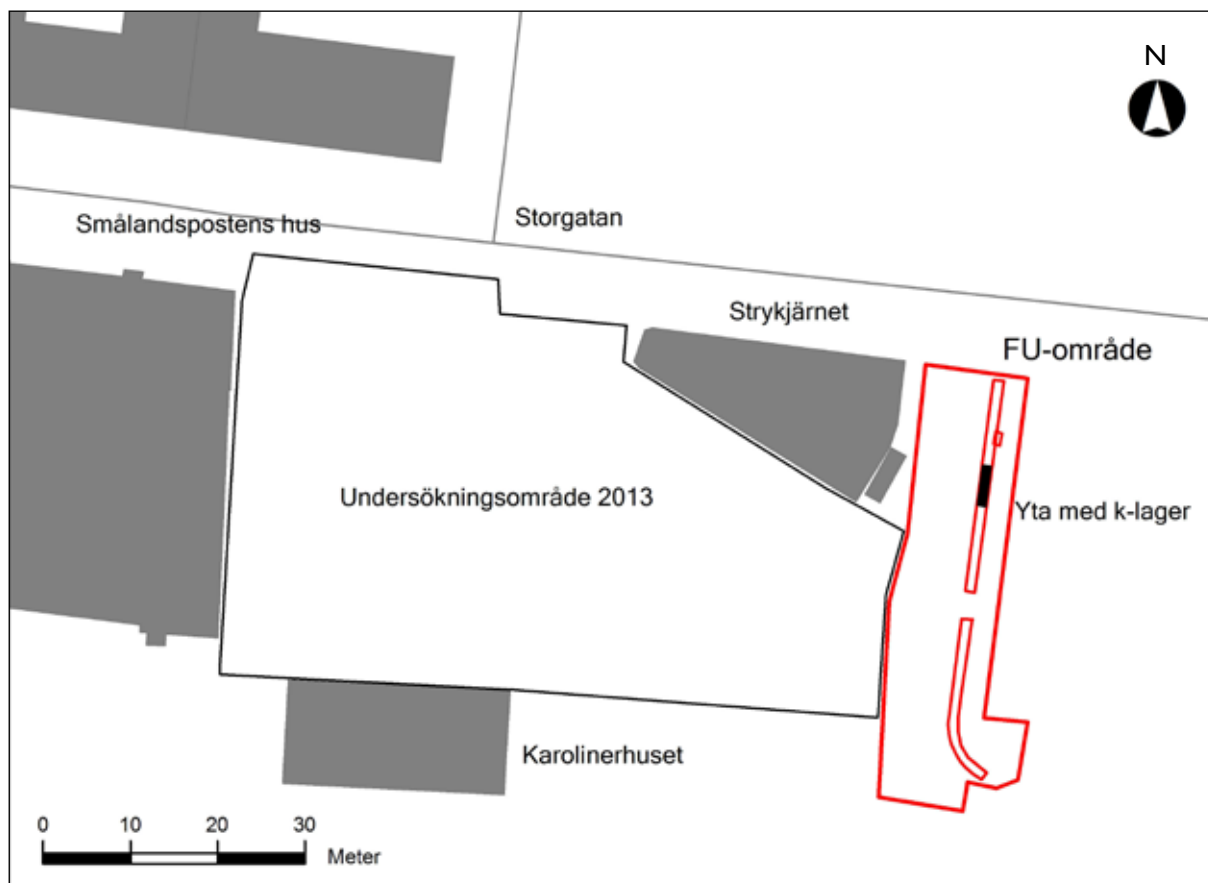 N
Storgatan
Smålandspostens hus
Strykjärnet
FU-område
Undersökningsområde 2013
Yta med k-lager
Karolinerhuset
0 10 20 30
Meter